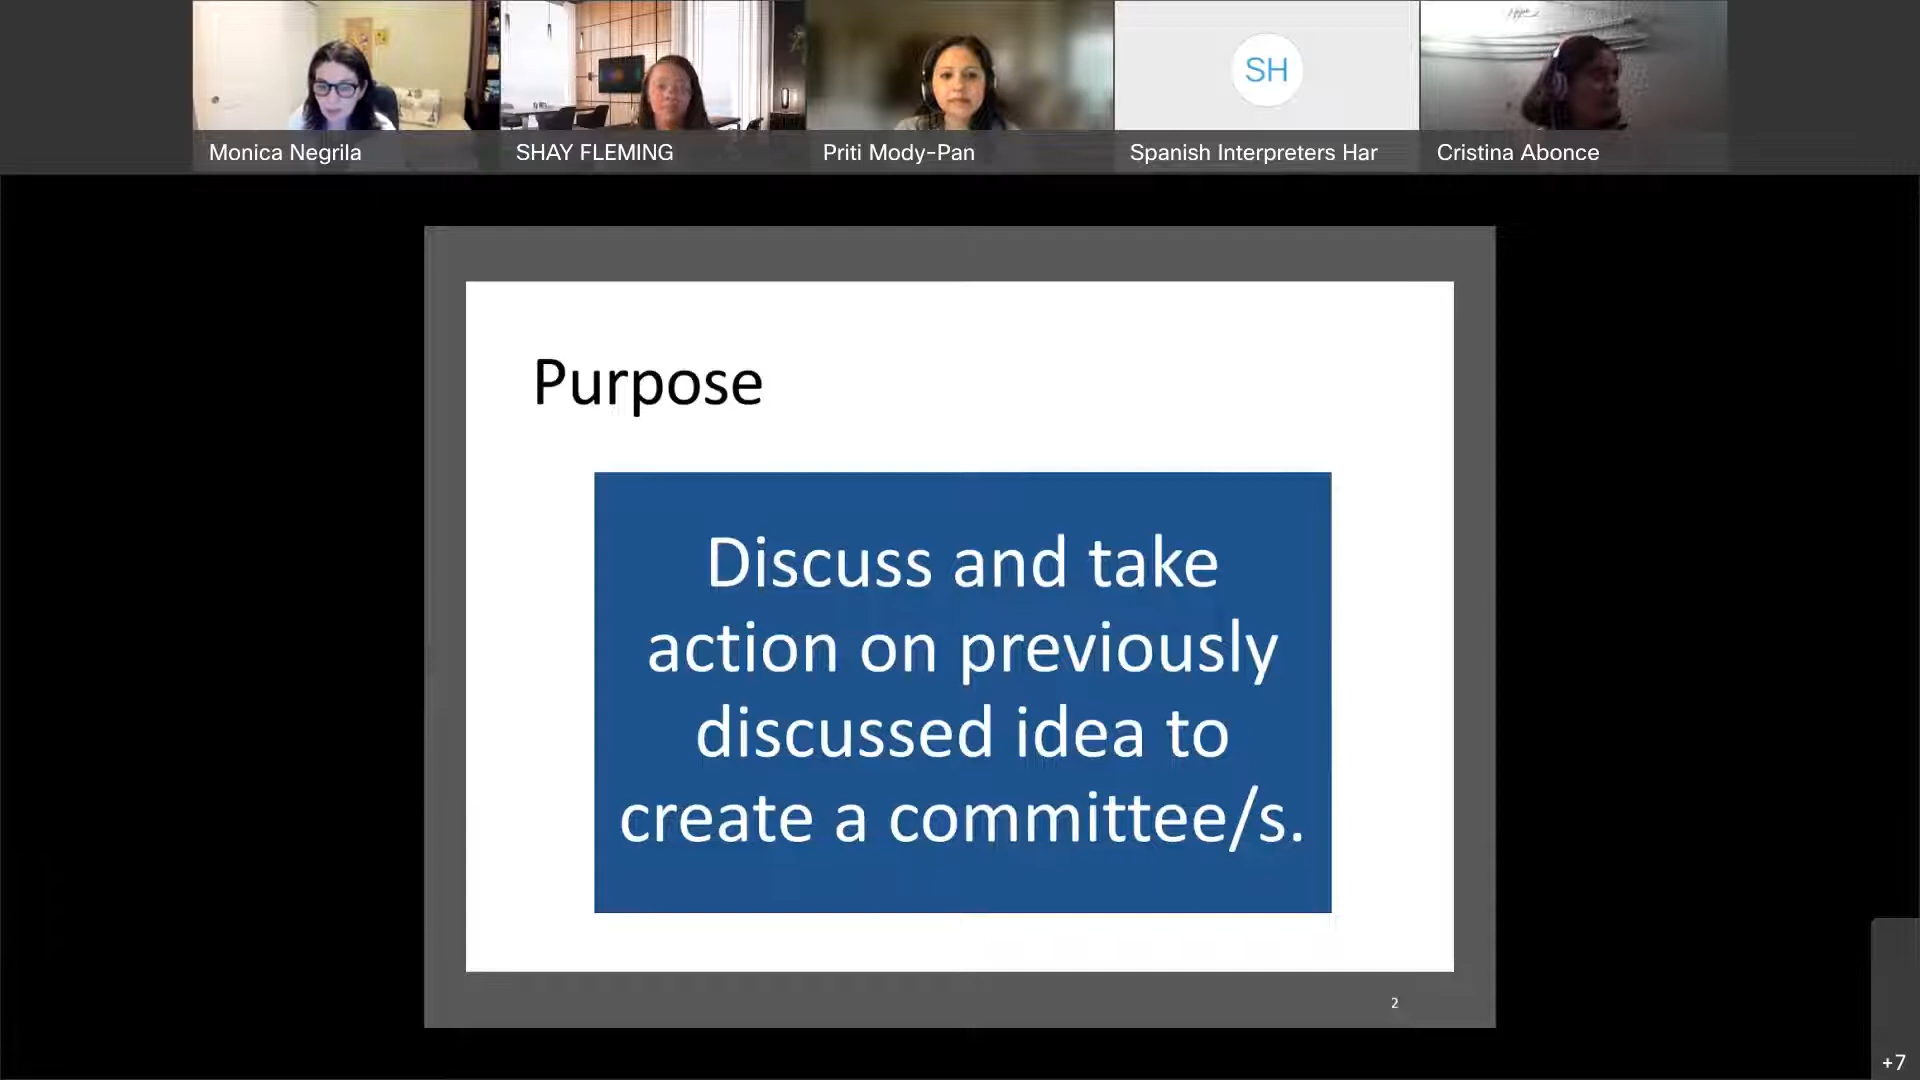 SH
Monica Negrila
SHAY FLEMING
Priti Mody-Pan
Spanish Interpreters Har
Cristina Abonce
Purpose
Discuss and take
action on previously
discussed idea to
create a committee/s.
2
+7